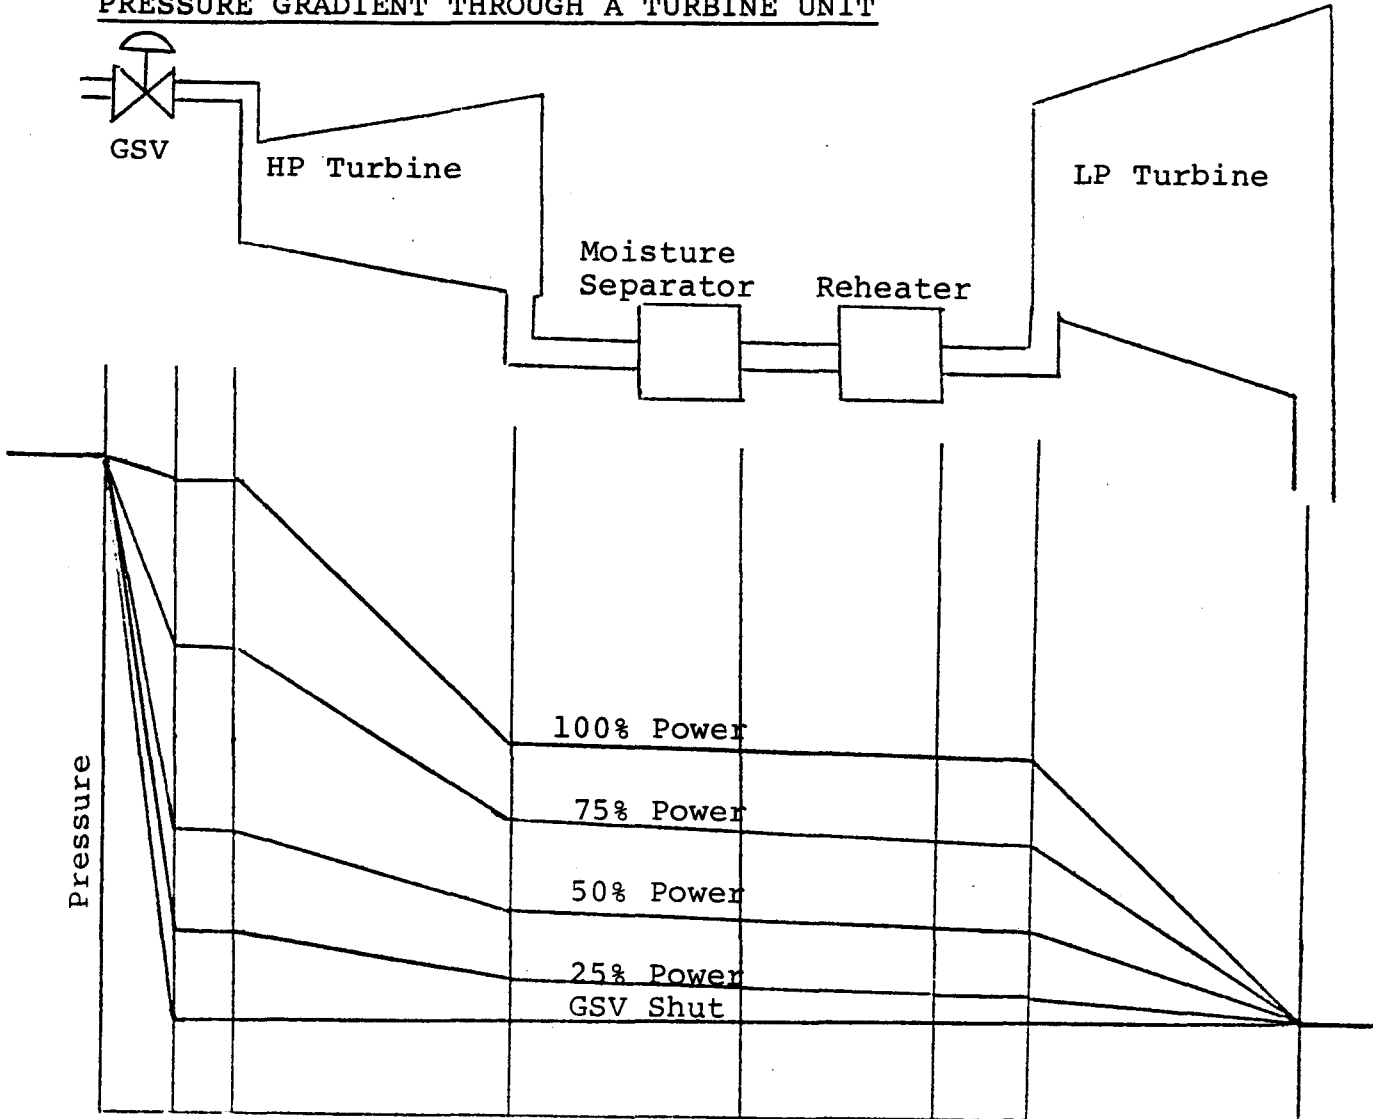 PRESSURE GRADIENT THROUGH A TURBINE UNIT
GSV
HP Turbine
LP Turbine
Moisture
Separator
Reheater
Pressure
100% Power
75% Power
50% Power
25% Power
GSV Shut